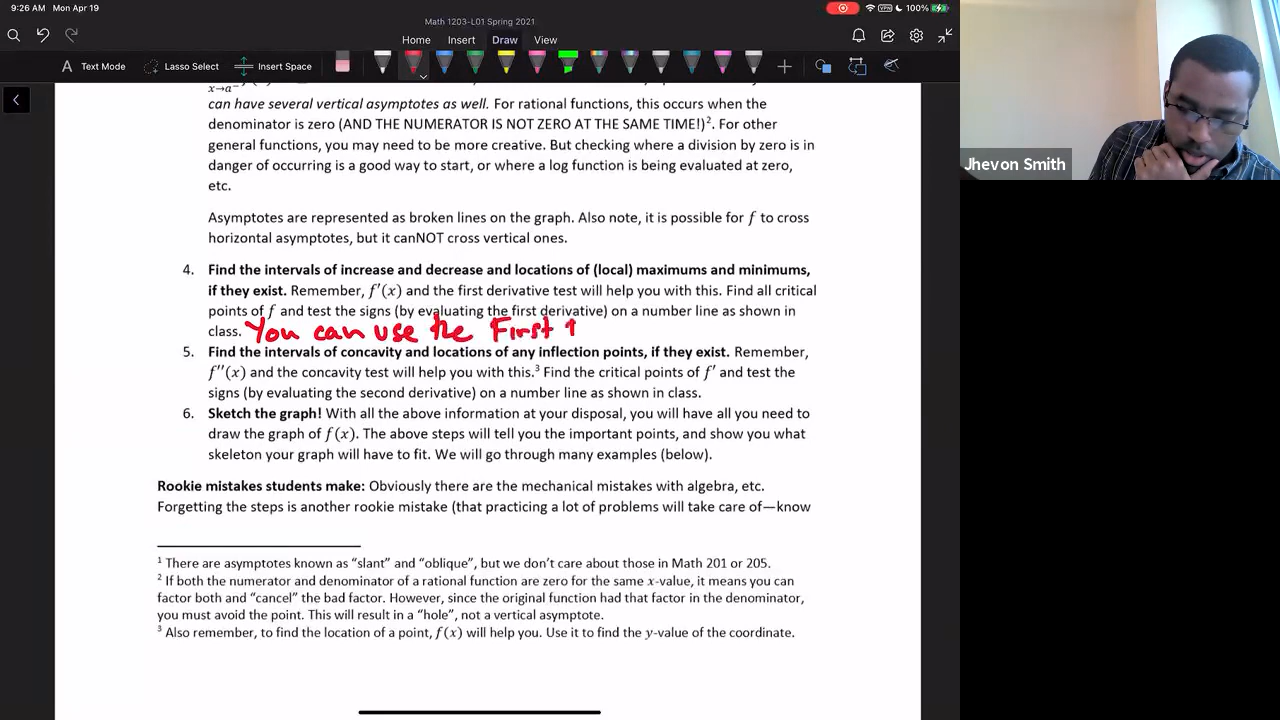 9:26 AM Mon Apr 19
100%
Math 1203-L01 Spring 2021
Home Insert Draw View
Text Mode Lasso Select Insert Space
x→a⁻
can have several vertical asymptotes as well. For rational functions, this occurs when the
denominator is zero (AND THE NUMERATOR IS NOT ZERO AT THE SAME TIME!)². For other
general functions, you may need to be more creative. But checking where a division by zero is in
danger of occurring is a good way to start, or where a log function is being evaluated at zero,
etc.
Asymptotes are represented as broken lines on the graph. Also note, it is possible for f to cross
horizontal asymptotes, but it canNOT cross vertical ones.
4. Find the intervals of increase and decrease and locations of (local) maximums and minimums,
if they exist. Remember, f′(x) and the first derivative test will help you with this. Find all critical
points of f and test the signs (by evaluating the first derivative) on a number line as shown in
class. You can use the First
5. Find the intervals of concavity and locations of any inflection points, if they exist. Remember,
f″(x) and the concavity test will help you with this.³ Find the critical points of f′ and test the
signs (by evaluating the second derivative) on a number line as shown in class.
6. Sketch the graph! With all the above information at your disposal, you will have all you need to
draw the graph of f(x). The above steps will tell you the important points, and show you what
skeleton your graph will have to fit. We will go through many examples (below).
Rookie mistakes students make: Obviously there are the mechanical mistakes with algebra, etc.
Forgetting the steps is another rookie mistake (that practicing a lot of problems will take care of—know
¹ There are asymptotes known as “slant” and “oblique”, but we don’t care about those in Math 201 or 205.
² If both the numerator and denominator of a rational function are zero for the same x-value, it means you can
factor both and “cancel” the bad factor. However, since the original function had that factor in the denominator,
you must avoid the point. This will result in a “hole”, not a vertical asymptote.
³ Also remember, to find the location of a point, f(x) will help you. Use it to find the y-value of the coordinate.
Jhevon Smith